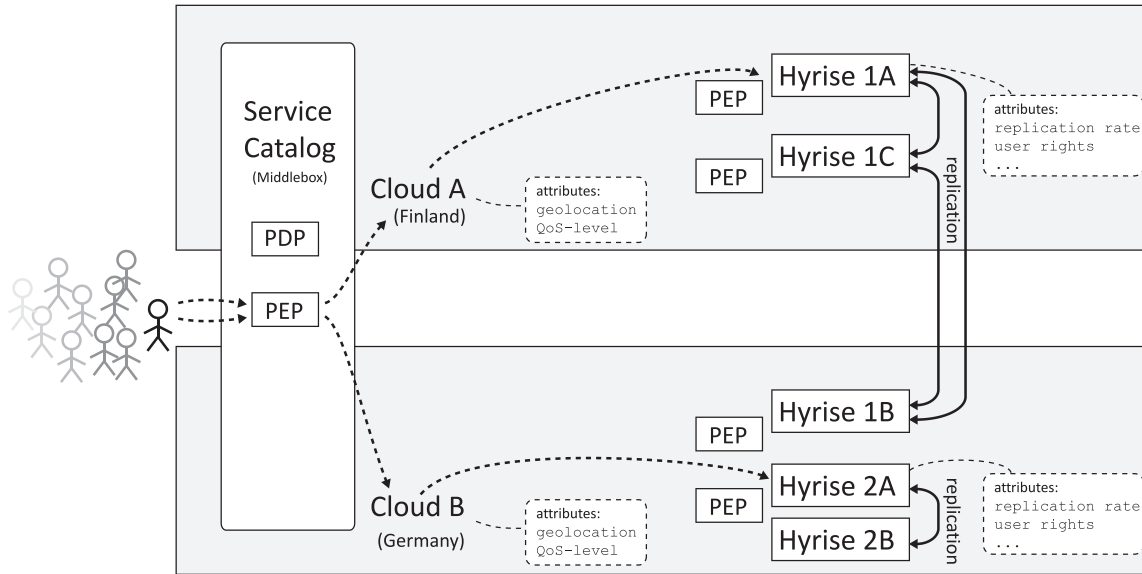 Service
Catalog
(Middlebox)
PDP
PEP
Cloud A
(Finland)
attributes:
geolocation
QoS-level
PEP
Hyrise 1A
PEP
Hyrise 1C
replication
attributes:
replication rate
user rights
...
Cloud B
(Germany)
attributes:
geolocation
QoS-level
PEP
Hyrise 1B
PEP
Hyrise 2A
Hyrise 2B
replication
attributes:
replication rate
user rights
...